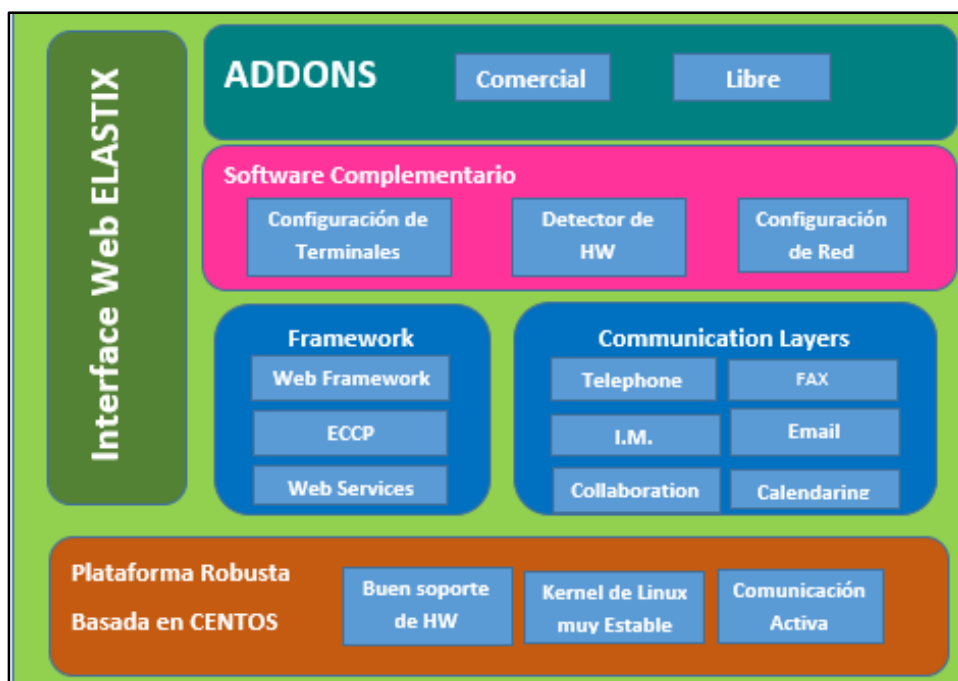 Interface Web ELASTIX
ADDONS
Comercial
Libre
Software Complementario
Configuración de
Terminales
Detector de
HW
Configuración
de Red
Framework
Web Framework
ECCP
Web Services
Communication Layers
Telephone
FAX
I.M.
Email
Collaboration
Calendaring
Plataforma Robusta
Basada en CENTOS
Buen soporte
de HW
Kernel de Linux
muy Estable
Comunicación
Activa